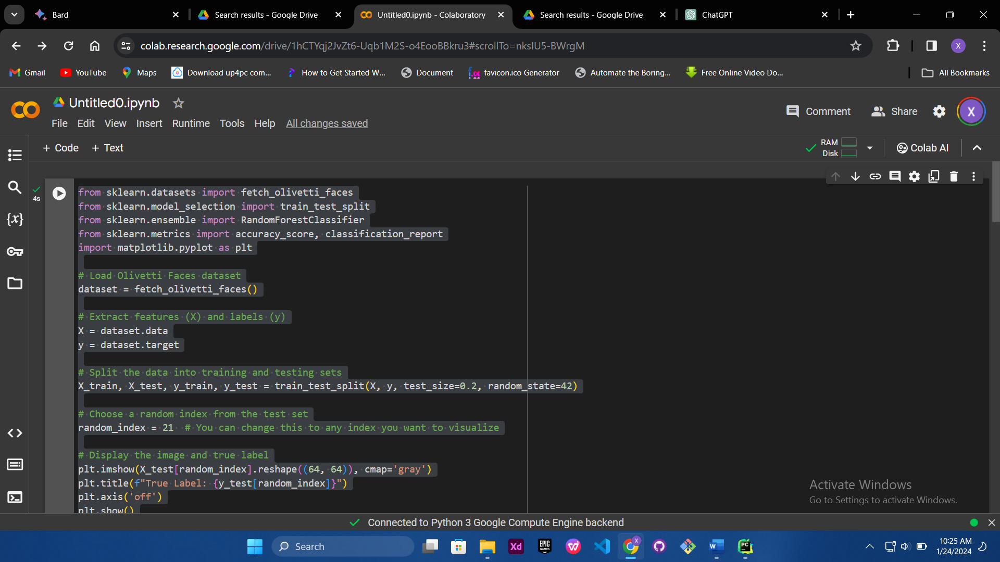 Bard
Search results - Google Drive
Untitled0.ipynb - Colaboratory
Search results - Google Drive
ChatGPT
colab.research.google.com/drive/1hCTYqj2JvZt6-Uqb1M2S-o4EooBBkru3#scrollTo=nksIU5-BWrgM
X
Gmail
YouTube
Maps
Download up4pc com...
How to Get Started W...
Document
favicon.ico Generator
Automate the Boring...
Free Online Video Do...
All Bookmarks
Untitled0.ipynb
Comment
Share
X
File Edit View Insert Runtime Tools Help All changes saved
+ Code + Text
RAM
Disk
Colab AI
4s
{x}
from sklearn.datasets import fetch_olivetti_faces
from sklearn.model_selection import train_test_split
from sklearn.ensemble import RandomForestClassifier
from sklearn.metrics import accuracy_score, classification_report
import matplotlib.pyplot as plt
# Load Olivetti Faces dataset
dataset = fetch_olivetti_faces()
# Extract features (X) and labels (y)
X = dataset.data
y = dataset.target
# Split the data into training and testing sets
X_train, X_test, y_train, y_test = train_test_split(X, y, test_size=0.2, random_state=42)
# Choose a random index from the test set
random_index = 21  # You can change this to any index you want to visualize
# Display the image and true label
plt.imshow(X_test[random_index].reshape((64, 64)), cmap='gray')
plt.title(f"True Label: {y_test[random_index]}")
plt.axis('off')
plt.show()
Activate Windows
Go to Settings to activate Windows.
Connected to Python 3 Google Compute Engine backend
Search
Xd
EPIC GAMES
W
X
PC
10:25 AM
1/24/2024